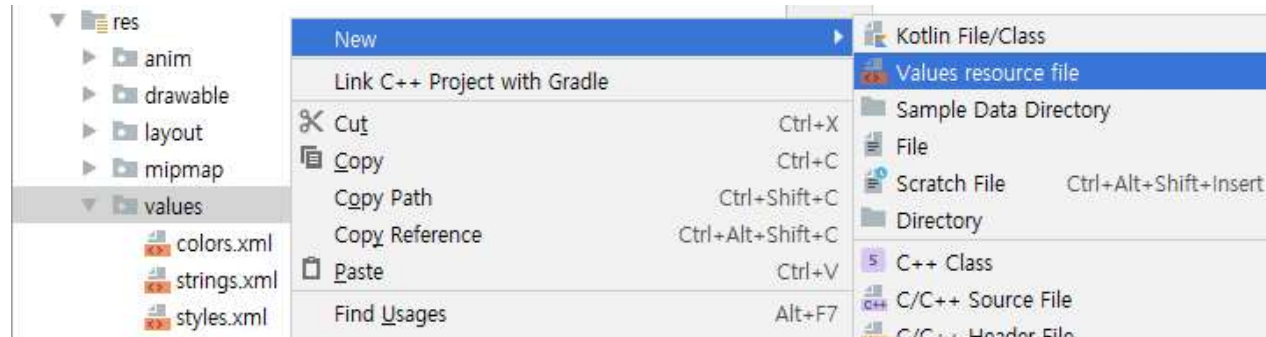 res
anim
drawable
layout
mipmap
values
colors.xml
strings.xml
styles.xml
New
Link C++ Project with Gradle
Cut Ctrl+X
Copy Ctrl+C
Copy Path Ctrl+Shift+C
Copy Reference Ctrl+Alt+Shift+C
Paste Ctrl+V
Find Usages Alt+F7
Kotlin File/Class
Values resource file
Sample Data Directory
File
Scratch File Ctrl+Alt+Shift+Insert
Directory
C++ Class
C/C++ Source File
C/C++ Header File